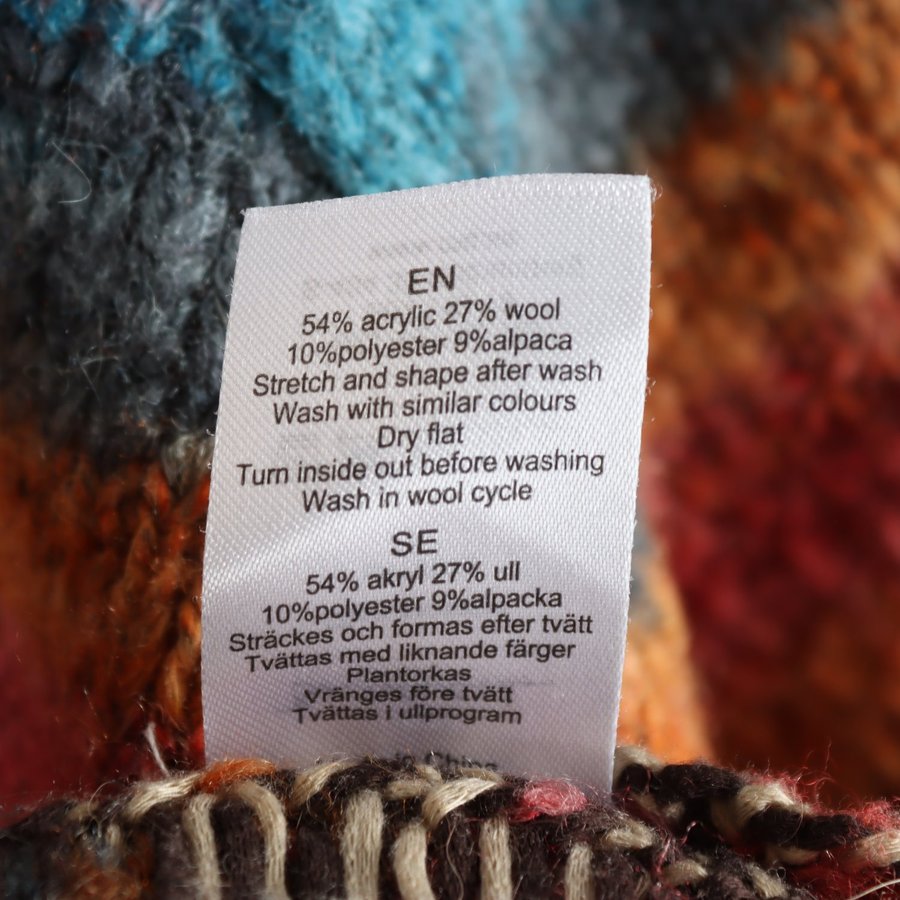 EN
54% acrylic 27% wool
10%polyester 9%alpaca
Stretch and shape after wash
Wash with similar colours
Dry flat
Turn inside out before washing
Wash in wool cycle
SE
54% akryl 27% ull
10%polyester 9%alpacka
Sträckes och formas efter tvätt
Tvättas med liknande färger
Plantorkas
Vränges före tvätt
Tvättas i ullprogram